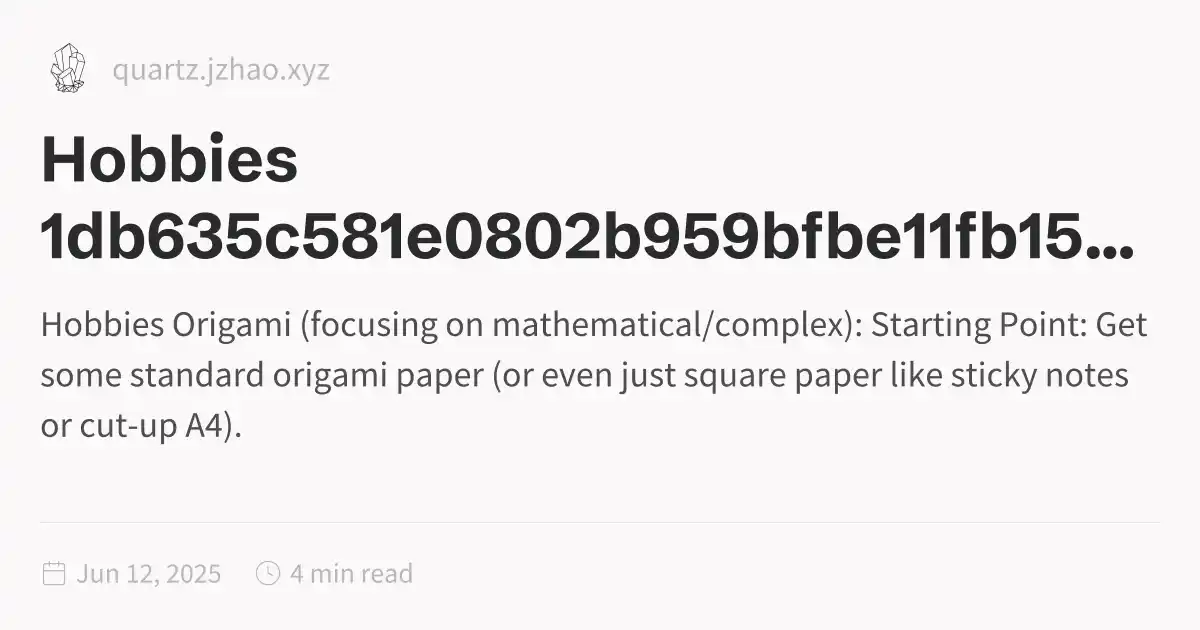 quartz.jzhao.xyz
Hobbies
1db635c581e0802b959bfbe11fb15...
Hobbies Origami (focusing on mathematical/complex): Starting Point: Get
some standard origami paper (or even just square paper like sticky notes
or cut-up A4).
Jun 12, 2025 4 min read